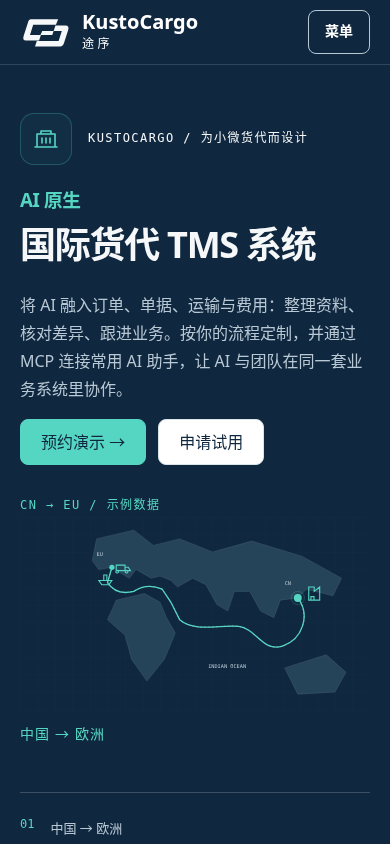 KustoCargo
途序
菜单
KUSTOCARGO / 为小微货代而设计
AI 原生
国际货代 TMS 系统
将 AI 融入订单、单据、运输与费用：整理资料、
核对差异、跟进业务。按你的流程定制，并通过
MCP 连接常用 AI 助手，让 AI 与团队在同一套业
务系统里协作。
预约演示 →
申请试用
CN → EU / 示例数据
EU
CN
INDIAN OCEAN
中国 → 欧洲
01 中国 → 欧洲